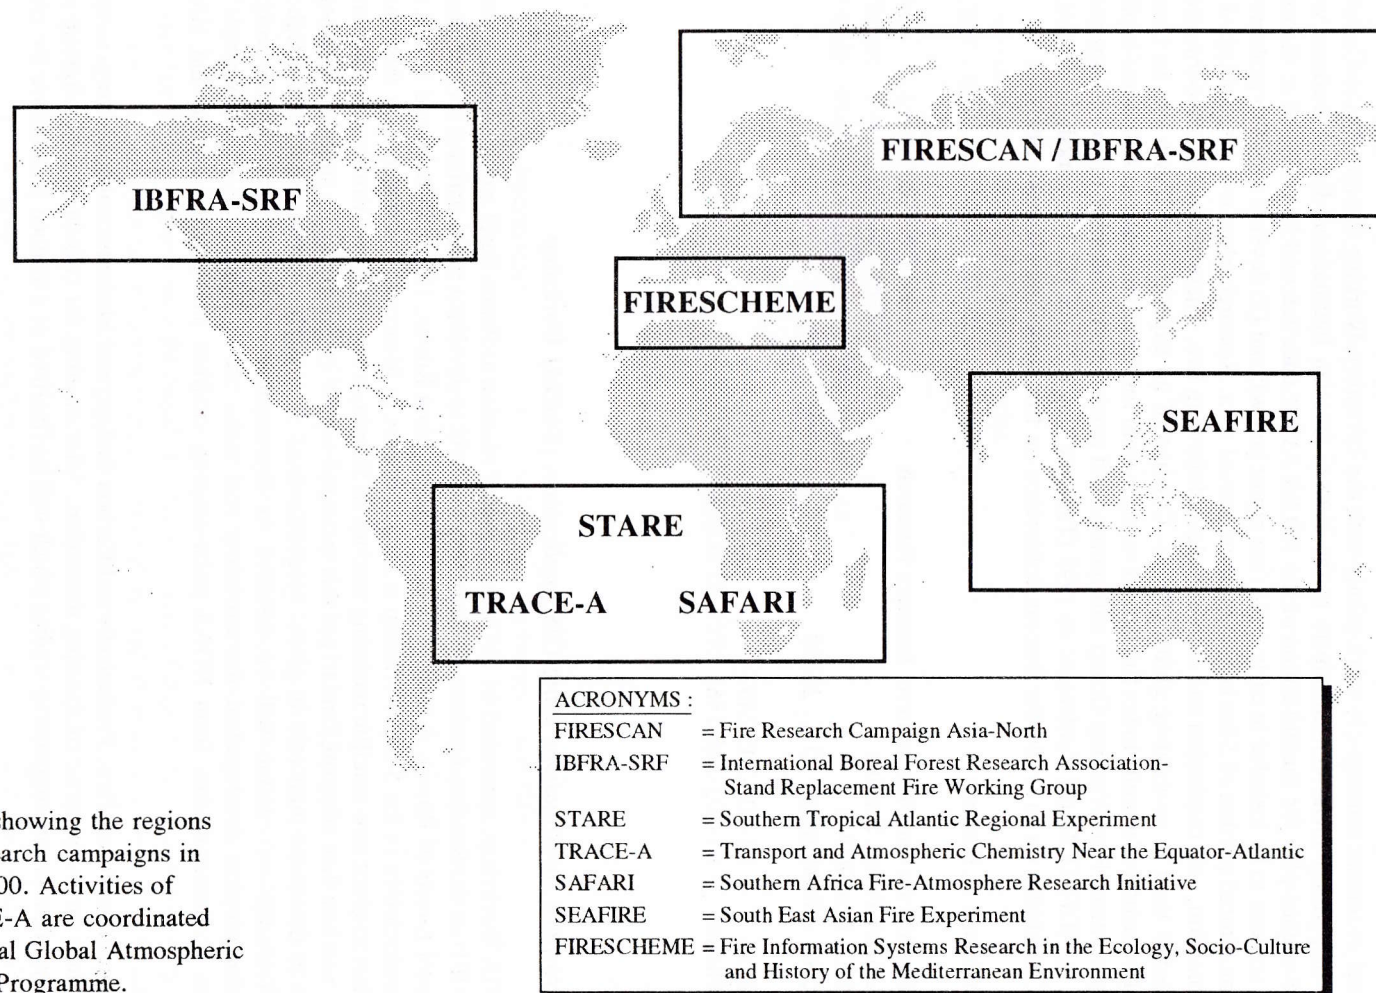 IBFRA-SRF
FIRESCAN / IBFRA-SRF
FIRESCHEME
SEAFIRE
STARE
TRACE-A SAFARI
ACRONYMS :
FIRESCAN = Fire Research Campaign Asia-North
IBFRA-SRF = International Boreal Forest Research Association-
Stand Replacement Fire Working Group
STARE = Southern Tropical Atlantic Regional Experiment
TRACE-A = Transport and Atmospheric Chemistry Near the Equator-Atlantic
SAFARI = Southern Africa Fire-Atmosphere Research Initiative
SEAFIRE = South East Asian Fire Experiment
FIRESCHEME = Fire Information Systems Research in the Ecology, Socio-Culture
and History of the Mediterranean Environment
showing the regions
arch campaigns in
00. Activities of
E-A are coordinated
al Global Atmospheric
Programme.